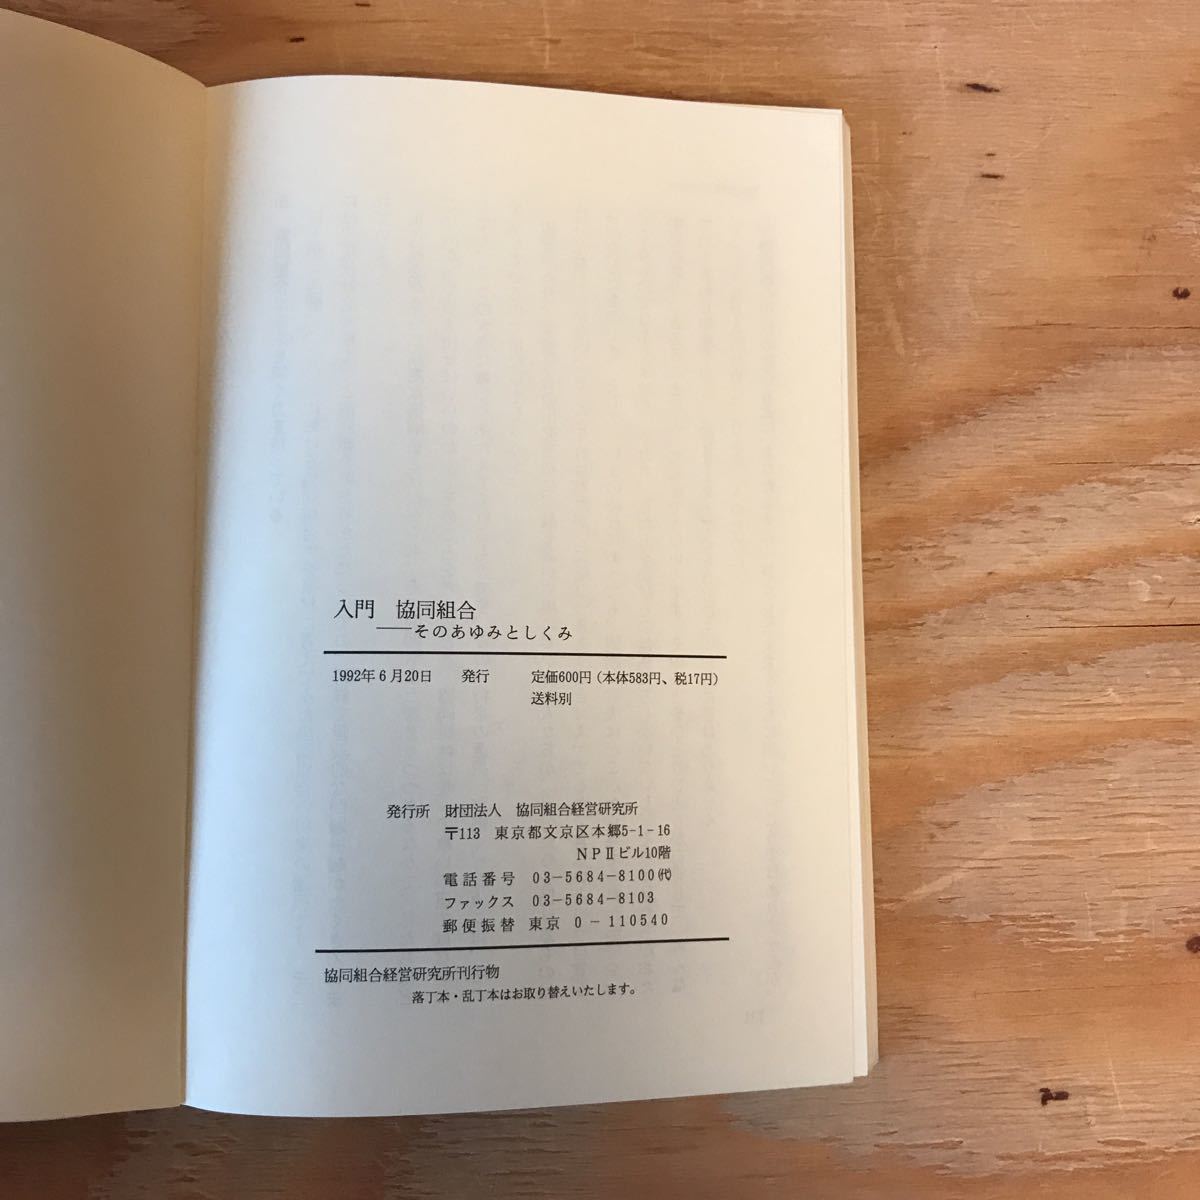 入門　協同組合
――そのあゆみとしくみ
1992年6月20日　発行　定価600円（本体583円、税17円）
送料別
発行所　財団法人　協同組合経営研究所
〒113　東京都文京区本郷5-1-16
NPⅡビル10階
電話番号　03-5684-8100㈹
ファックス　03-5684-8103
郵便振替　東京　0-110540
協同組合経営研究所刊行物
落丁本・乱丁本はお取り替えいたします。